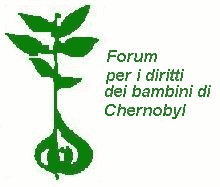 Forum
per i diritti
dei bambini di
Chernobyl